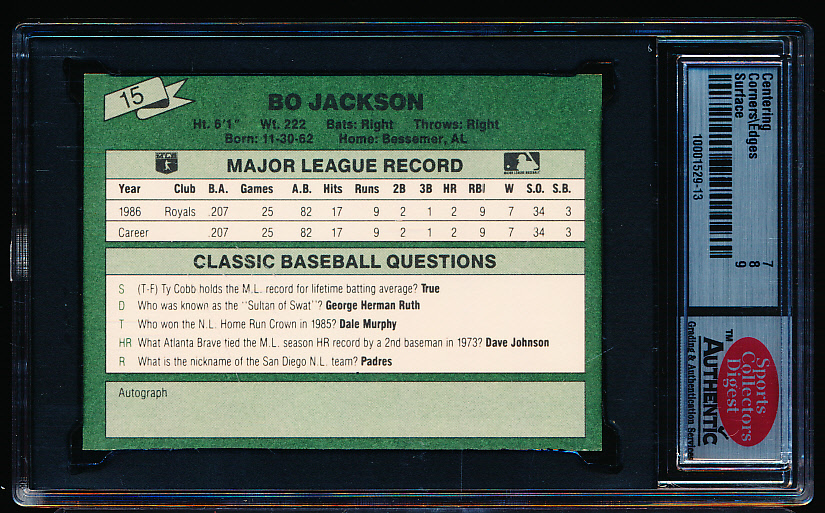 15
BO JACKSON
Ht. 6'1" Wt. 222 Bats: Right Throws: Right
Born: 11-30-62 Home: Bessemer, AL
MAJOR LEAGUE RECORD
Year Club B.A. Games A.B. Hits Runs 2B 3B HR RBI W S.O. S.B.
1986 Royals .207 25 82 17 9 2 1 2 9 7 34 3
Career .207 25 82 17 9 2 1 2 9 7 34 3
CLASSIC BASEBALL QUESTIONS
S (T-F) Ty Cobb holds the M.L. record for lifetime batting average? True
D Who was known as the "Sultan of Swat"? George Herman Ruth
T Who won the N.L. Home Run Crown in 1985? Dale Murphy
HR What Atlanta Brave tied the M.L. season HR record by a 2nd baseman in 1973? Dave Johnson
R What is the nickname of the San Diego N.L. team? Padres
Autograph
Centering 7
Corners\Edges 8
Surface 9
10001529-13
Sports
Collectors
Digest
AUTHENTIC™
Grading & Authentication Service